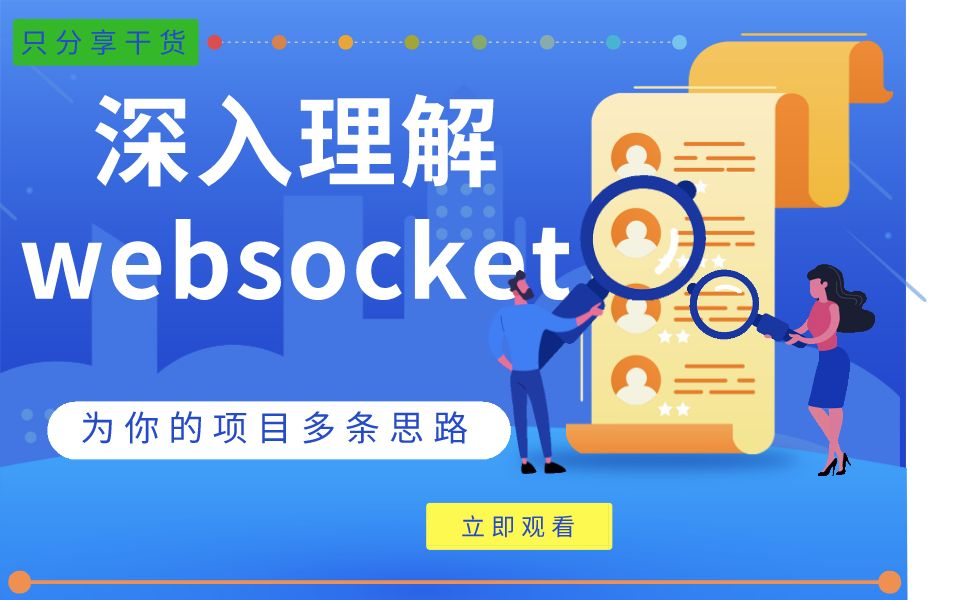 只分享干货
深入理解
websocket
为你的项目多条思路
立即观看